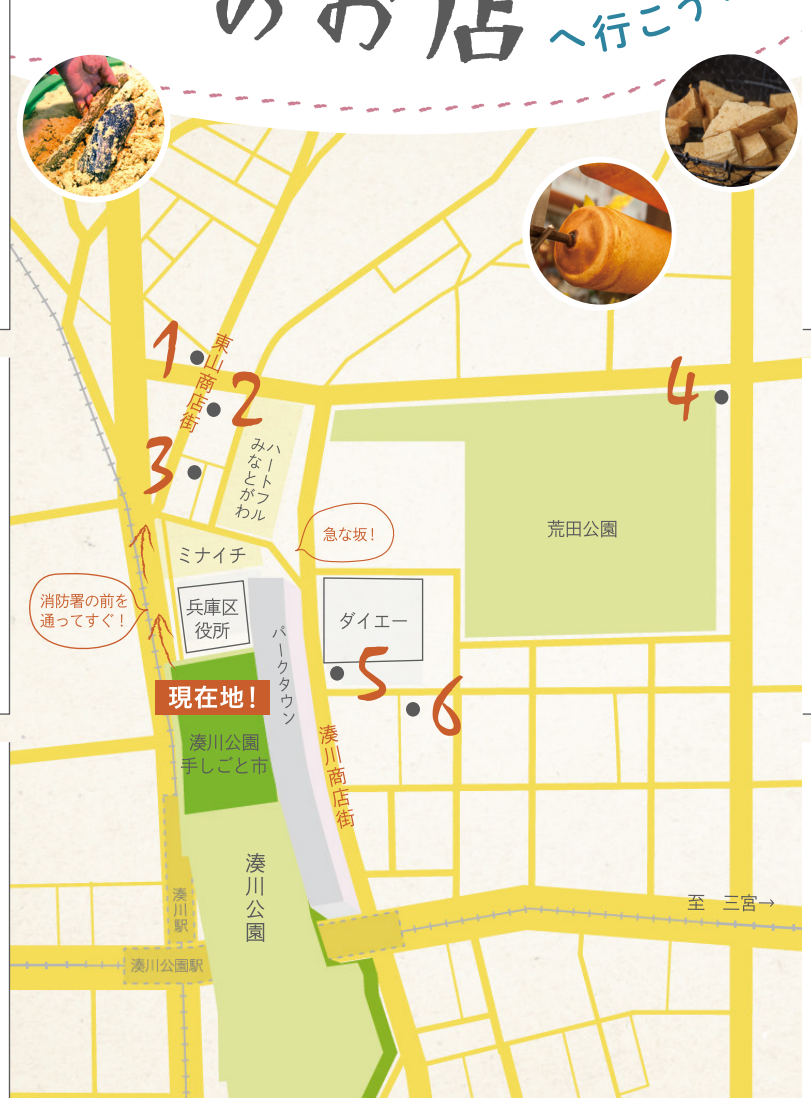 のお店
へ行こう
1
東山商店街
2
3
4
ハートフル
みなとがわ
荒田公園
急な坂！
ミナイチ
消防署の前を
通ってすぐ！
兵庫区
役所
パークタウン
ダイエー
5
6
現在地！
湊川公園
手しごと市
湊川商店街
湊川公園
湊川駅
湊川公園駅
至　三宮→